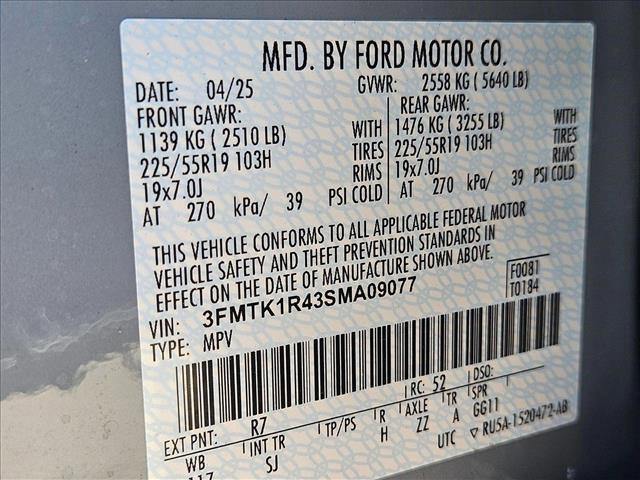 MFD. BY FORD MOTOR CO.
DATE: 04/25 GVWR: 2558 KG ( 5640 LB)
FRONT GAWR: REAR GAWR:
1139 KG ( 2510 LB) WITH 1476 KG ( 3255 LB) WITH
225/55R19 103H TIRES 225/55R19 103H TIRES
19x7.0J RIMS 19x7.0J RIMS
AT 270 kPa/ 39 PSI COLD AT 270 kPa/ 39 PSI COLD
THIS VEHICLE CONFORMS TO ALL APPLICABLE FEDERAL MOTOR
VEHICLE SAFETY AND THEFT PREVENTION STANDARDS IN
EFFECT ON THE DATE OF MANUFACTURE SHOWN ABOVE.
F0081
T0184
VIN: 3FMTK1R43SMA09077
TYPE: MPV
EXT PNT: R7 RC: 52 DSO:
WB INT TR TP/PS R AXLE TR SPR
117 SJ H ZZ A GG11
UTC ▽ RU5A-1520472-AB